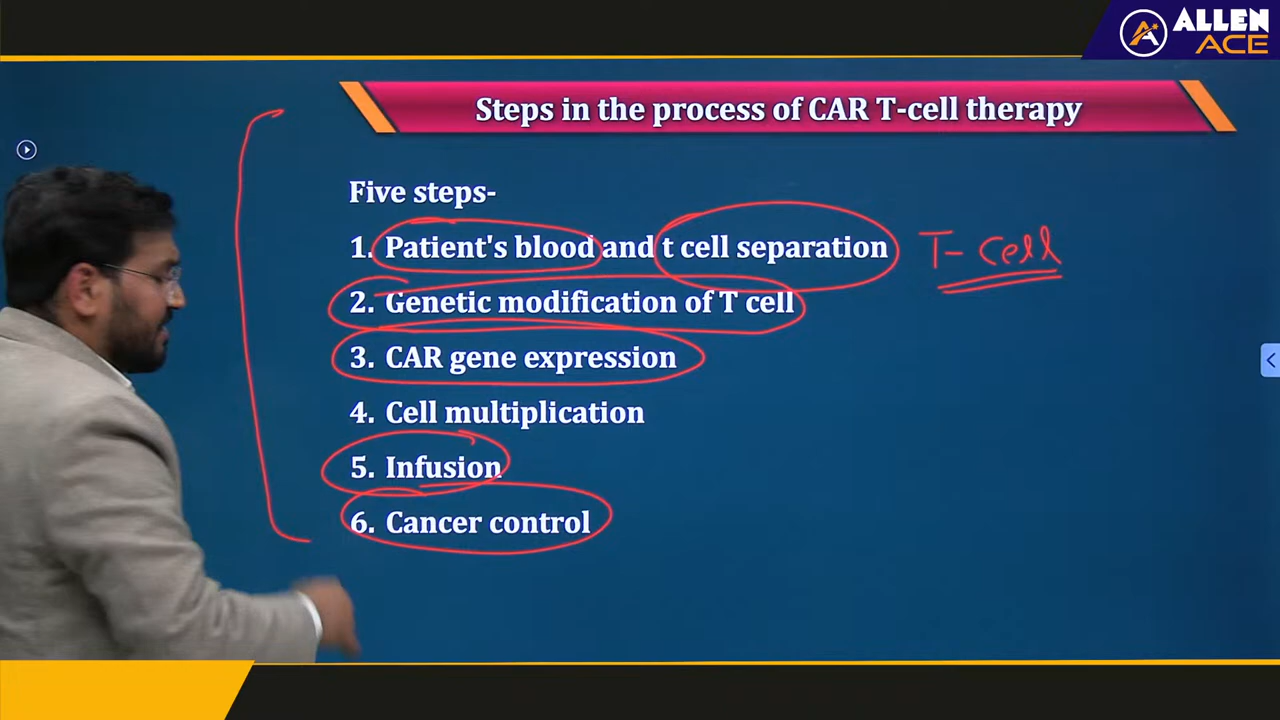 ALLEN
ACE
Steps in the process of CAR T-cell therapy
Five steps-
1. Patient's blood and t cell separation
T-cell
2. Genetic modification of T cell
3. CAR gene expression
4. Cell multiplication
5. Infusion
6. Cancer control